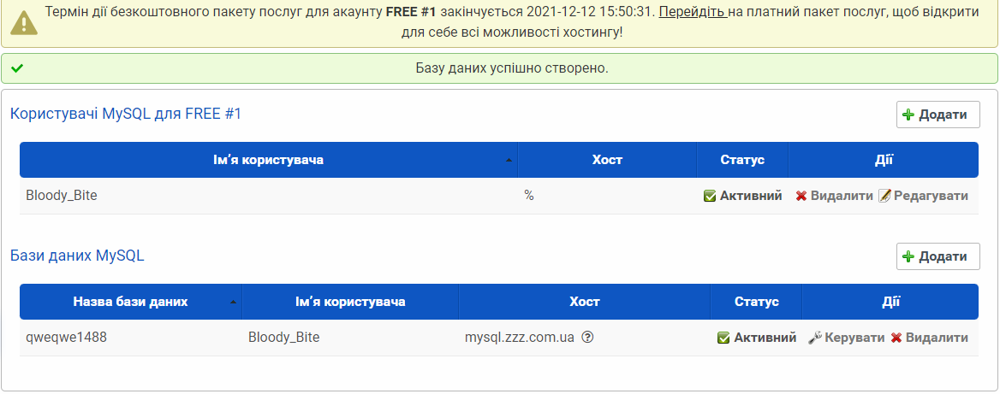 Термін дії безкоштовного пакету послуг для акаунту FREE #1 закінчується 2021-12-12 15:50:31. Перейдіть на платний пакет послуг, щоб відкрити
для себе всі можливості хостингу!
Базу даних успішно створено.
Користувачі MySQL для FREE #1 Додати
Ім’я користувача Хост Статус Дії
Bloody_Bite % Активний Видалити Редагувати
Бази даних MySQL Додати
Назва бази даних Ім’я користувача Хост Статус Дії
qweqwe1488 Bloody_Bite mysql.zzz.com.ua ? Активний Керувати Видалити